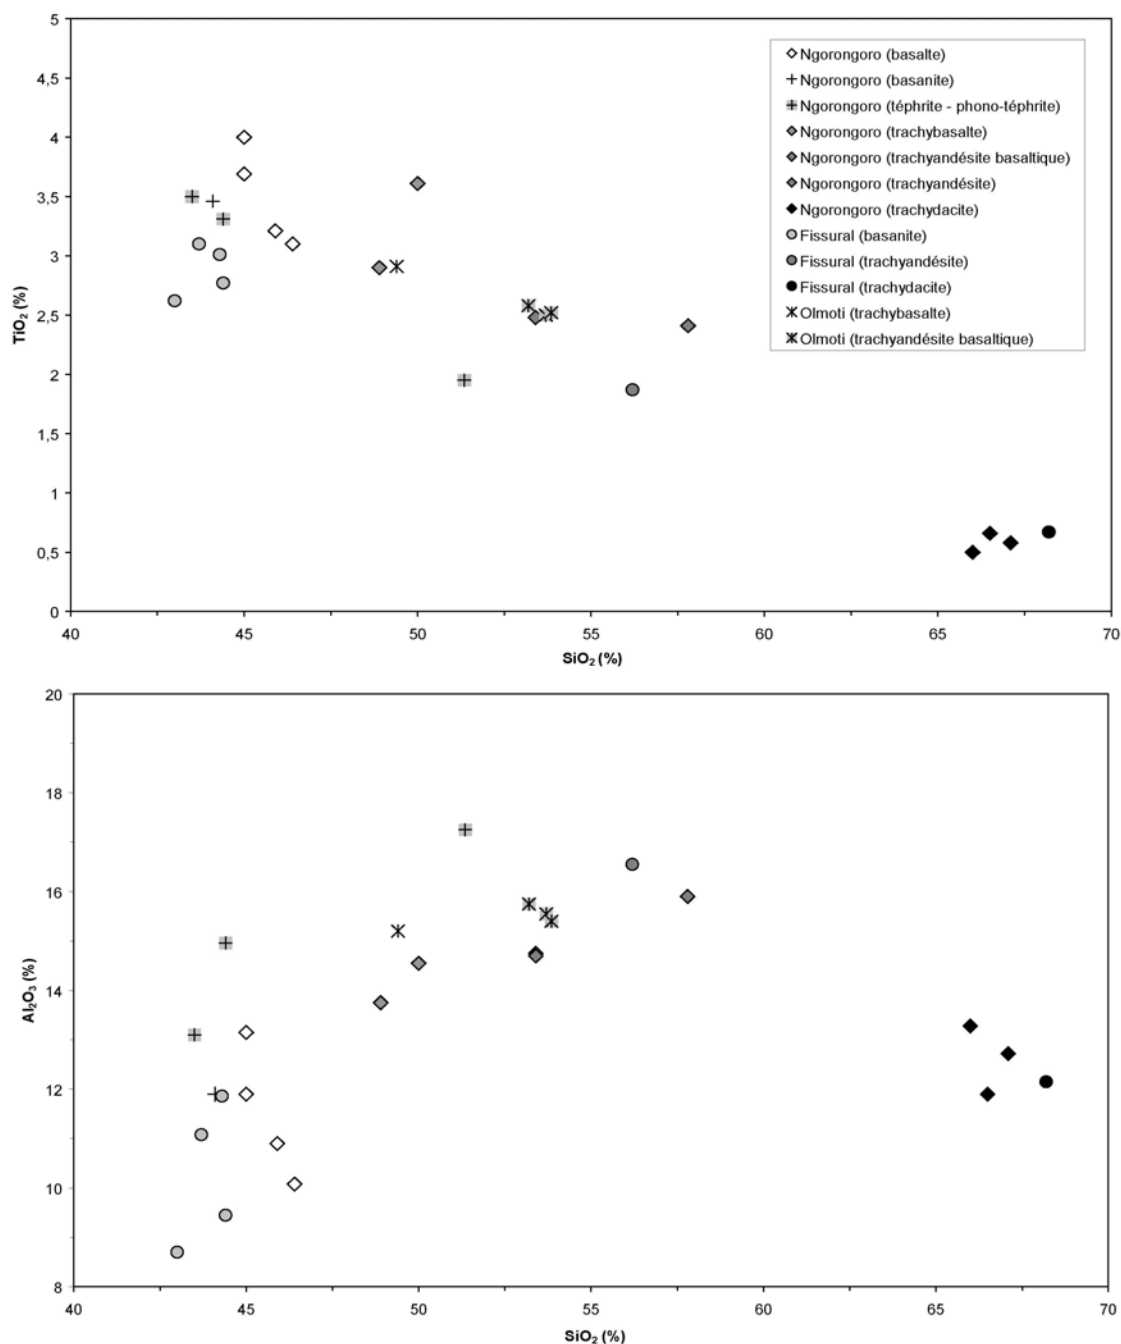 5
4,5
4
3,5
3
2,5
2
1,5
1
0,5
0
TiO₂ (%)
40
45
50
55
60
65
70
SiO₂ (%)
Ngorongoro (basalte)
Ngorongoro (basanite)
Ngorongoro (téphrite - phono-téphrite)
Ngorongoro (trachybasalte)
Ngorongoro (trachyandésite basaltique)
Ngorongoro (trachyandésite)
Ngorongoro (trachydacite)
Fissural (basanite)
Fissural (trachyandésite)
Fissural (trachydacite)
Olmoti (trachybasalte)
Olmoti (trachyandésite basaltique)
20
18
16
14
12
10
8
Al₂O₃ (%)
40
45
50
55
60
65
70
SiO₂ (%)